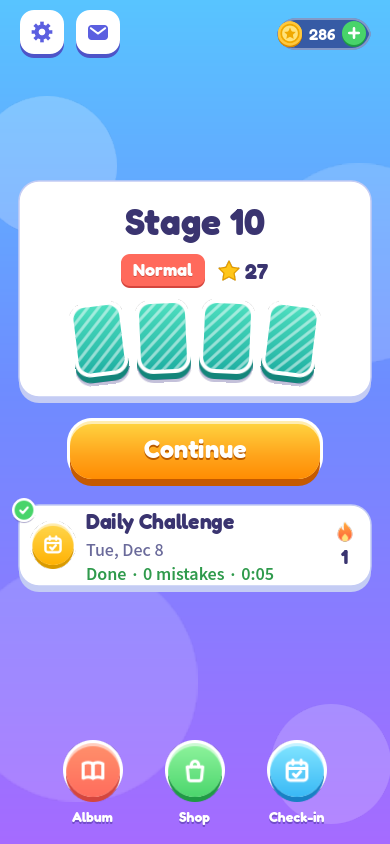 286
Stage 10
Normal
27
Continue
Daily Challenge
Tue, Dec 8
1
Done · 0 mistakes · 0:05
Album
Shop
Check-in